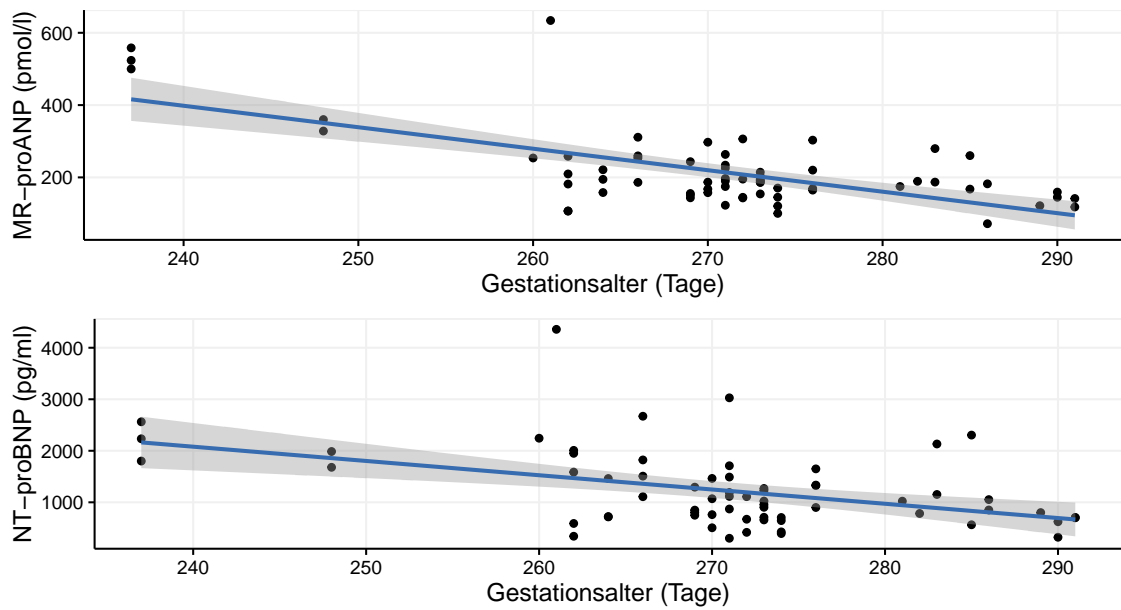 MR−proANP (pmol/l)
600
400
200
240 250 260 270 280 290
Gestationsalter (Tage)
NT−proBNP (pg/ml)
4000
3000
2000
1000
240 250 260 270 280 290
Gestationsalter (Tage)